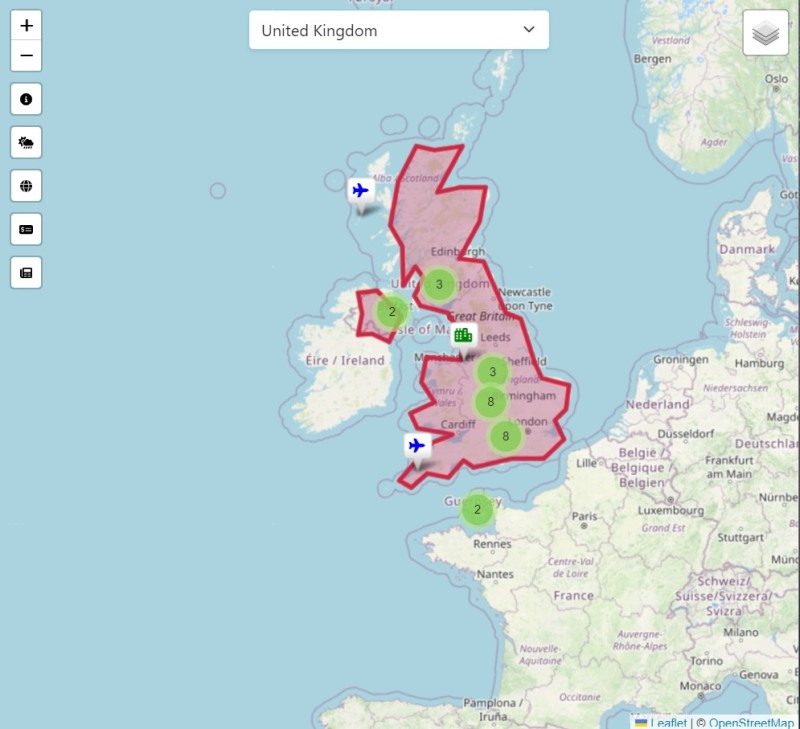 +
United Kingdom
−
Bergen
Vestland
Oslo
Agder
Alba / Scotland
Edinburgh
Danmark
United Kingdom
3
Newcastle
upon Tyne
2
Great Britain
Isle of Man
Leeds
Schleswig-
Holstein
Éire / Ireland
Manchester
Sheffield
Groningen
Hamburg
3
England
Niedersachsen
Cymru /
Wales
8
Birmingham
Nederland
Cardiff
London
8
Düsseldorf
Deutschland
België /
Belgique /
Belgien
Lille
Frankfurt
am Main
Guernsey
2
Luxembourg
Nürnbe
Paris
Grand Est
Rennes
Stuttgart
Nantes
Centre-Val
de Loire
Schweiz/
Suisse/Svizzera/
Svizra
France
Milano
Auvergne-
Rhône-Alpes
Nouvelle-
Aquitaine
Torino
Genova
Monaco
Occitanie
Pamplona /
Iruña
Leaflet | © OpenStreetMap